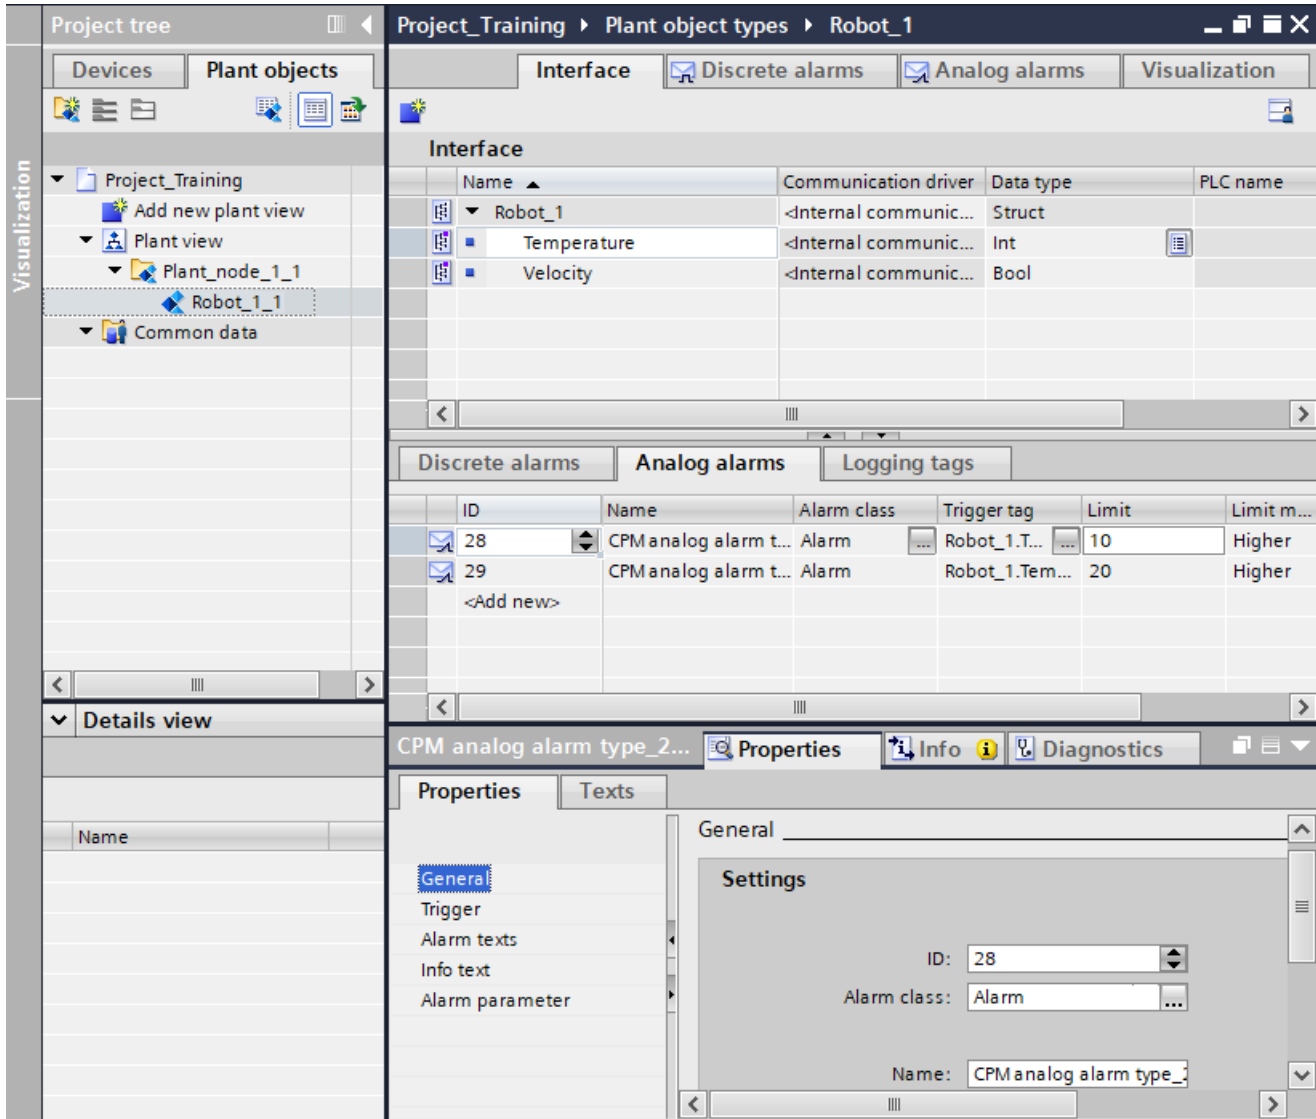 Project tree
Project_Training Plant object types Robot_1
Visualization
Devices Plant objects
Interface Discrete alarms Analog alarms Visualization
Interface
Name Communication driver Data type PLC name
Robot_1 <Internal communic... Struct
Temperature <Internal communic... Int
Velocity <Internal communic... Bool
Project_Training
Add new plant view
Plant view
Plant_node_1_1
Robot_1_1
Common data
Discrete alarms Analog alarms Logging tags
ID Name Alarm class Trigger tag Limit Limit m...
28 CPM analog alarm t... Alarm ... Robot_1.T... ... 10 Higher
29 CPM analog alarm t... Alarm Robot_1.Tem... 20 Higher
<Add new>
Details view
Name
CPM analog alarm type_2... Properties Info Diagnostics
Properties Texts
General
Trigger
Alarm texts
Info text
Alarm parameter
General
Settings
ID: 28
Alarm class: Alarm ...
Name: CPM analog alarm type_2